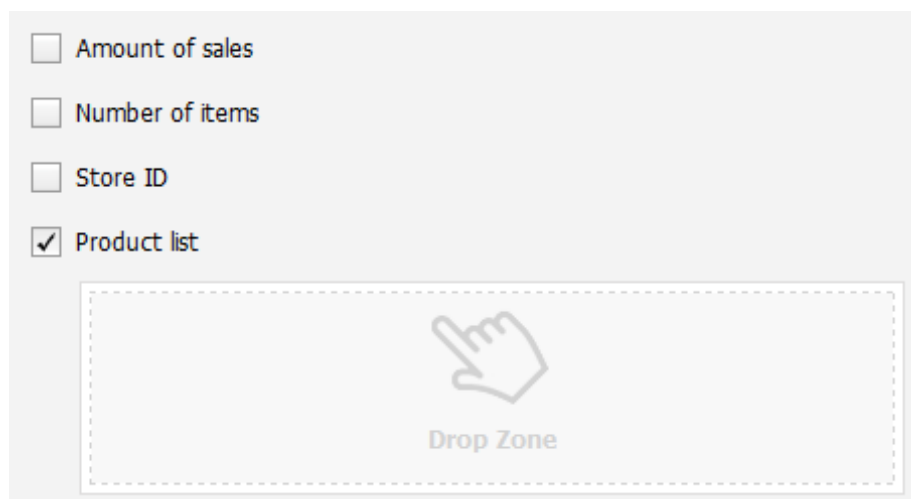 Amount of sales
Number of items
Store ID
Product list
Drop Zone